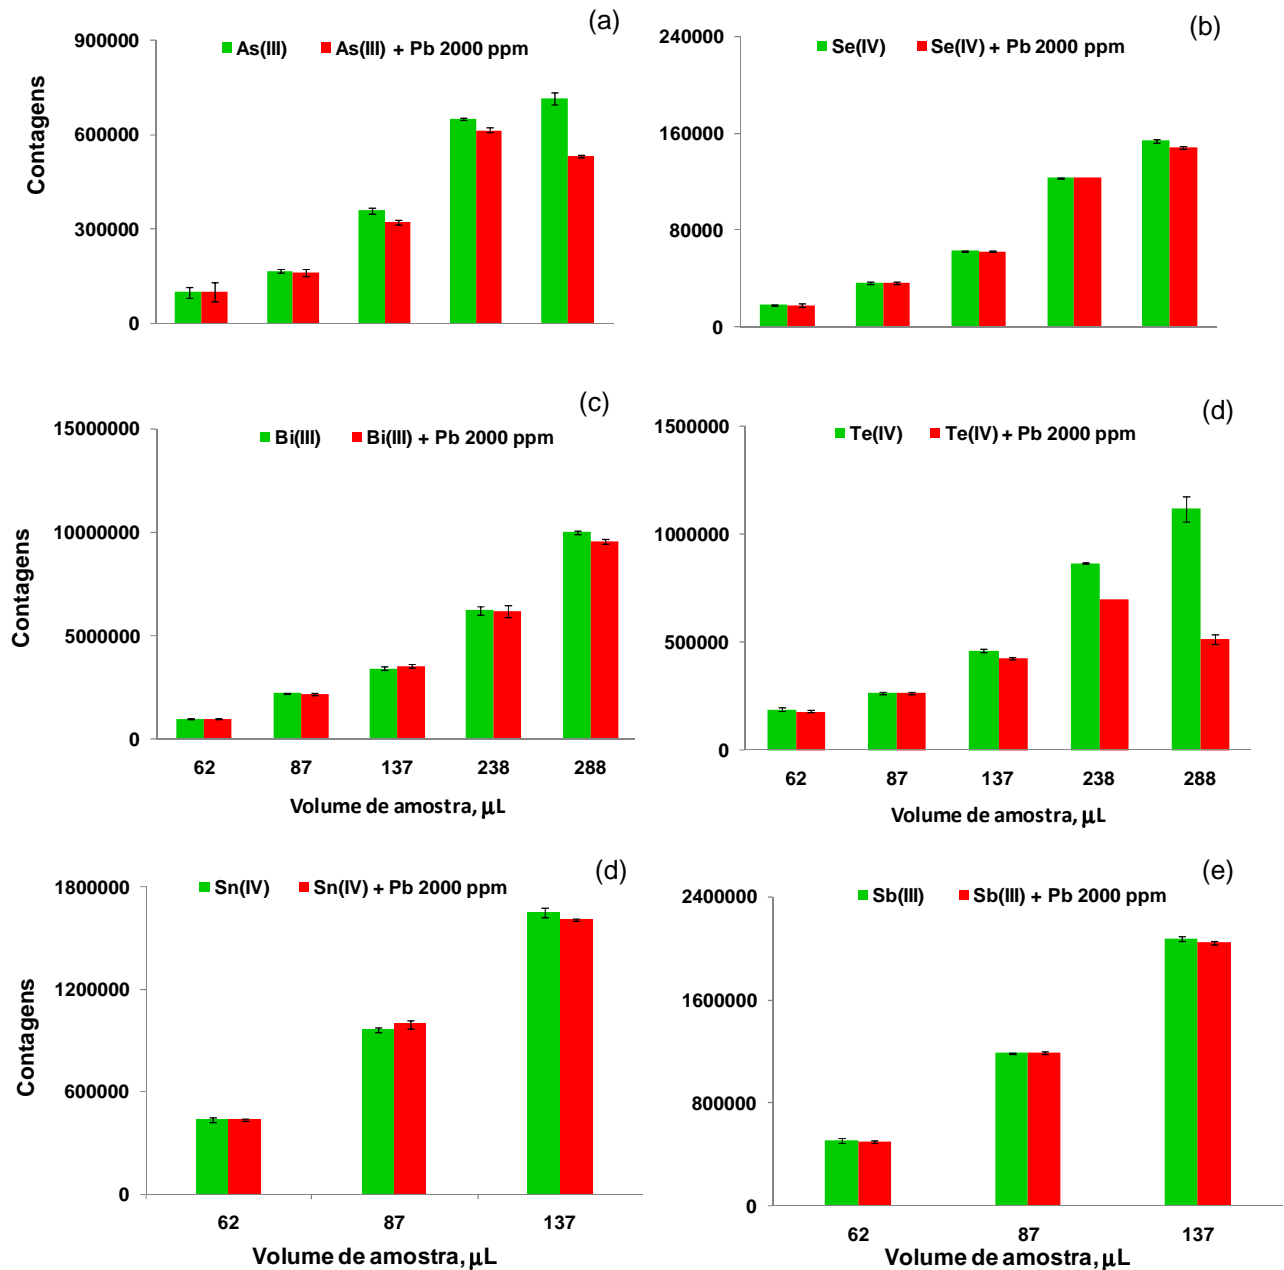 (a)
As(III) As(III) + Pb 2000 ppm
Contagens
900000
600000
300000
0
(b)
Se(IV) Se(IV) + Pb 2000 ppm
240000
160000
80000
0
(c)
Bi(III) Bi(III) + Pb 2000 ppm
Contagens
15000000
10000000
5000000
0
62 87 137 238 288
Volume de amostra, µL
(d)
Te(IV) Te(IV) + Pb 2000 ppm
1500000
1000000
500000
0
62 87 137 238 288
Volume de amostra, µL
(d)
Sn(IV) Sn(IV) + Pb 2000 ppm
Contagens
1800000
1200000
600000
0
62 87 137
Volume de amostra, µL
(e)
Sb(III) Sb(III) + Pb 2000 ppm
2400000
1600000
800000
0
62 87 137
Volume de amostra, µL